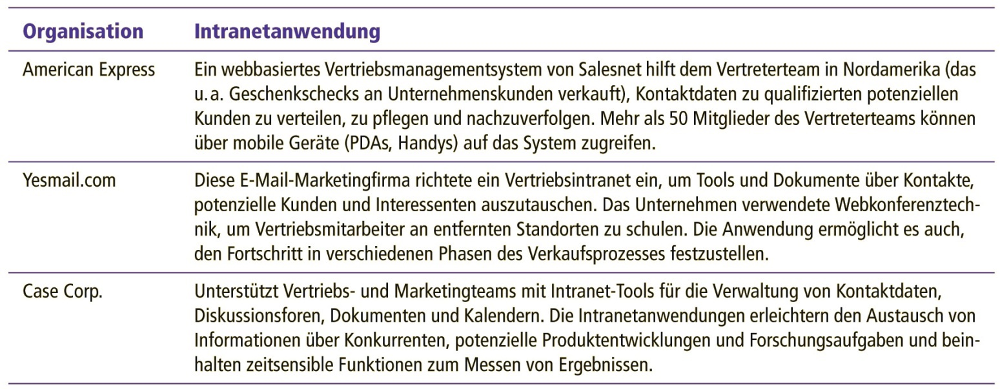 Organisation Intranetanwendung
American Express Ein webbasiertes Vertriebsmanagementsystem von Salesnet hilft dem Vertreterteam in Nordamerika (das
u. a. Geschenkschecks an Unternehmenskunden verkauft), Kontaktdaten zu qualifizierten potenziellen
Kunden zu verteilen, zu pflegen und nachzuverfolgen. Mehr als 50 Mitglieder des Vertreterteams können
über mobile Geräte (PDAs, Handys) auf das System zugreifen.
Yesmail.com Diese E-Mail-Marketingfirma richtete ein Vertriebsintranet ein, um Tools und Dokumente über Kontakte,
potenzielle Kunden und Interessenten auszutauschen. Das Unternehmen verwendete Webkonferenztech-
nik, um Vertriebsmitarbeiter an entfernten Standorten zu schulen. Die Anwendung ermöglicht es auch,
den Fortschritt in verschiedenen Phasen des Verkaufsprozesses festzustellen.
Case Corp. Unterstützt Vertriebs- und Marketingteams mit Intranet-Tools für die Verwaltung von Kontaktdaten,
Diskussionsforen, Dokumenten und Kalendern. Die Intranetanwendungen erleichtern den Austausch von
Informationen über Konkurrenten, potenzielle Produktentwicklungen und Forschungsaufgaben und bein-
halten zeitsensible Funktionen zum Messen von Ergebnissen.